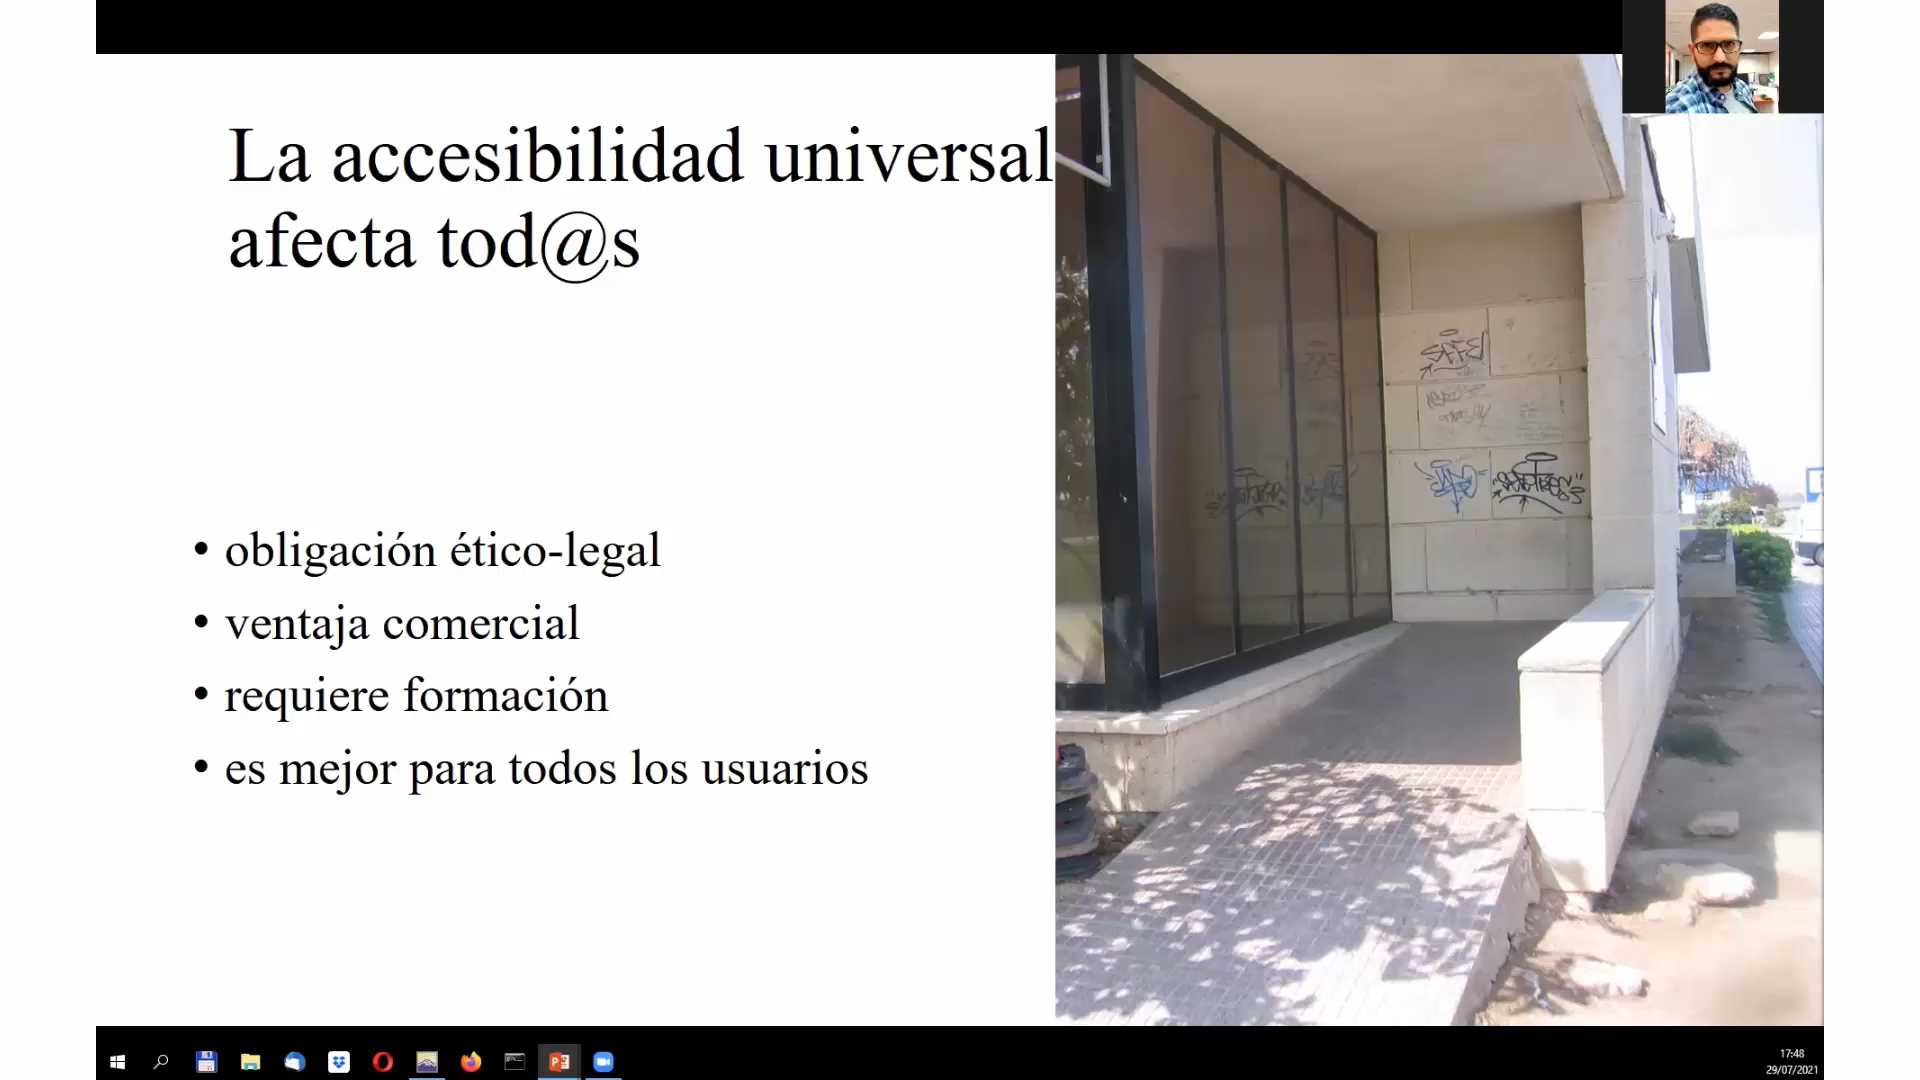 La accesibilidad universal
afecta tod@s
• obligación ético-legal
• ventaja comercial
• requiere formación
• es mejor para todos los usuarios
17:48
29/07/2021